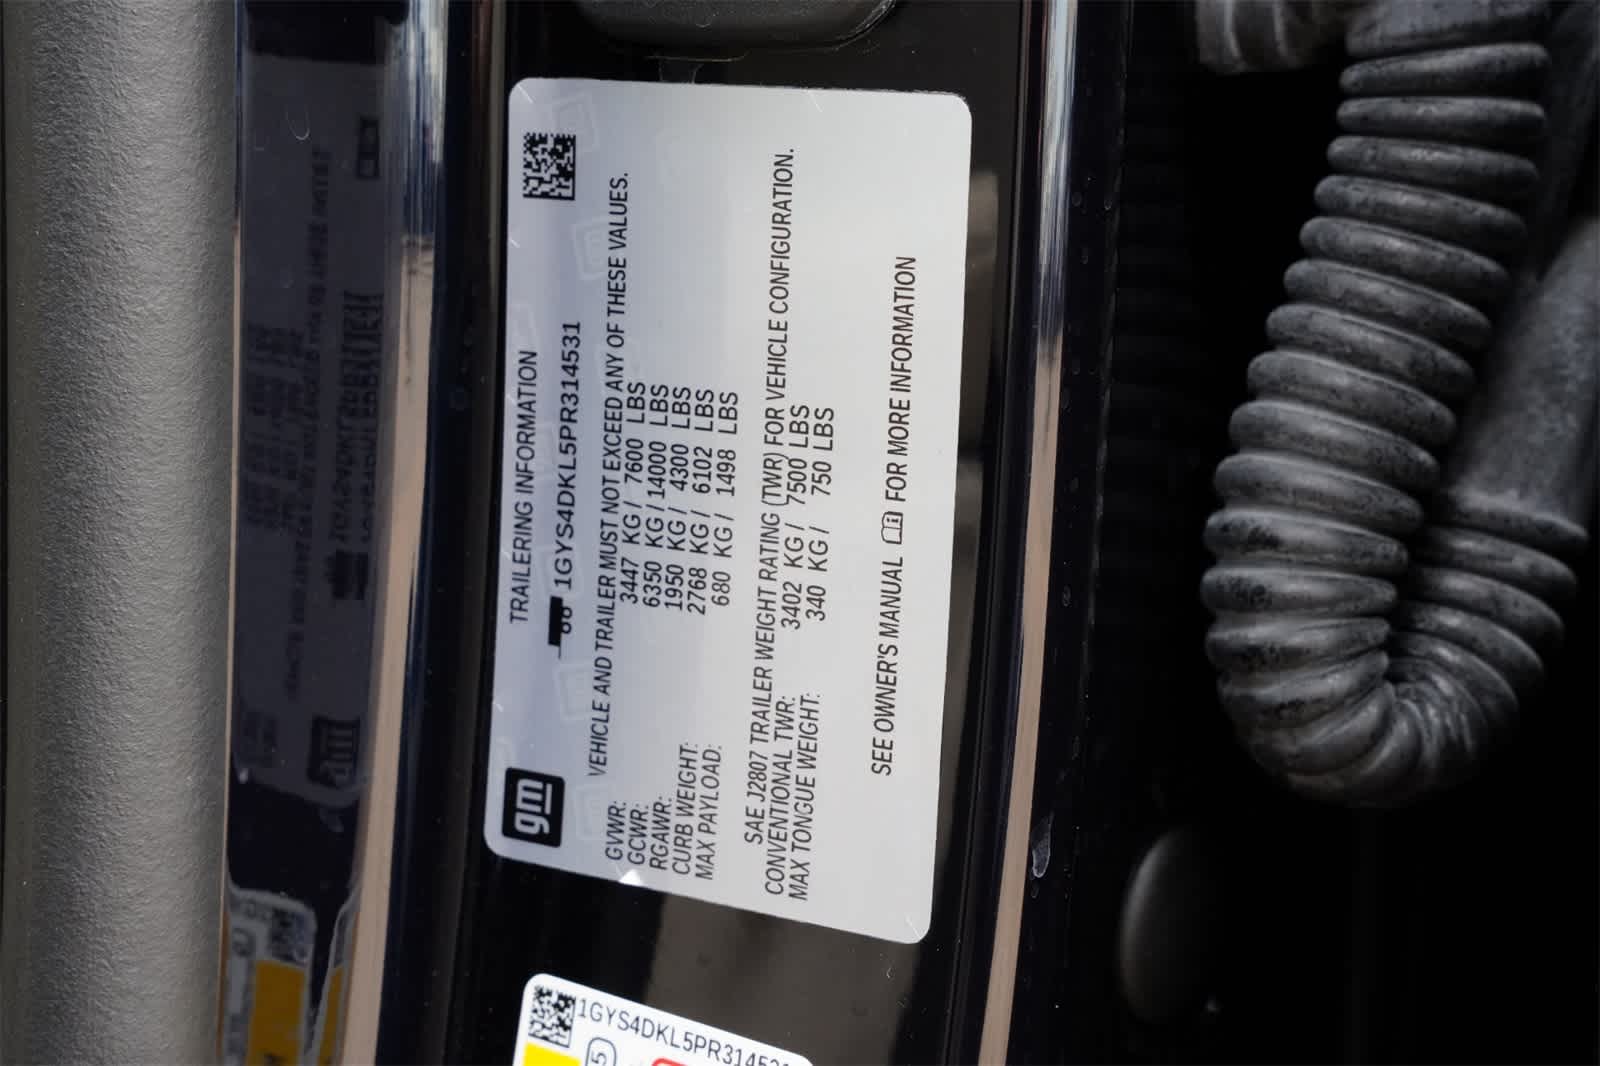 gm
TRAILERING INFORMATION
1GYS4DKL5PR314531
VEHICLE AND TRAILER MUST NOT EXCEED ANY OF THESE VALUES.
GVWR: 3447 KG / 7600 LBS
GCWR: 6350 KG / 14000 LBS
RGAWR: 1950 KG / 4300 LBS
CURB WEIGHT: 2768 KG / 6102 LBS
MAX PAYLOAD: 680 KG / 1498 LBS
SAE J2807 TRAILER WEIGHT RATING (TWR) FOR VEHICLE CONFIGURATION.
CONVENTIONAL TWR: 3402 KG / 7500 LBS
MAX TONGUE WEIGHT: 340 KG / 750 LBS
SEE OWNER'S MANUAL FOR MORE INFORMATION
1GYS4DKL5PR314531
5